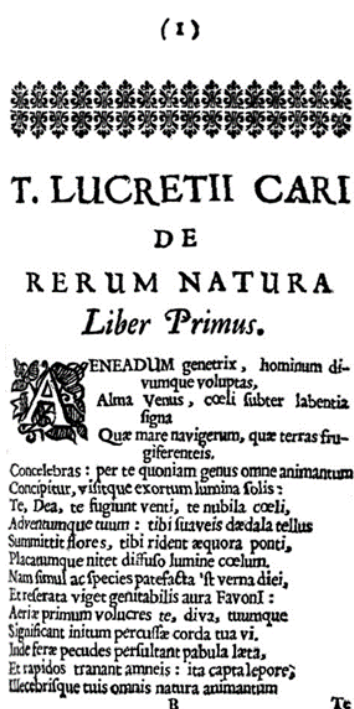 (1)
T. LUCRETII CARI
DE
RERUM NATURA
Liber Primus.
AENEADUM genetrix, hominum di-
vumque voluptas,
Alma Venus, cœli ſubter labentia
ſigna
Quæ mare navigerum, quæ terras fru-
giferenteis.
Concelebras : per te quoniam genus omne animantum
Concipitur, viſitque exortum lumina ſolis :
Te, Dea, te fugiunt venti, te nubila cœli,
Adventumque tuum : tibi ſuaveis dædala tellus
Summittit flores, tibi rident æquora ponti,
Placatumque nitet diffuſo lumine cœlum.
Nam ſimul ac ſpecies patefacta 'ſt verna diei,
Et reſerata viget genitabilis aura FavonI :
Aeriæ primum volucres te, diva, tuumque
Significant initum percuſſæ corda tua vi.
Inde feræ pecudes perſultant pabula læta,
Et rapidos tranant amneis : ita capta lepore,
Illecebriſque tuis omnis natura animantum
B Te